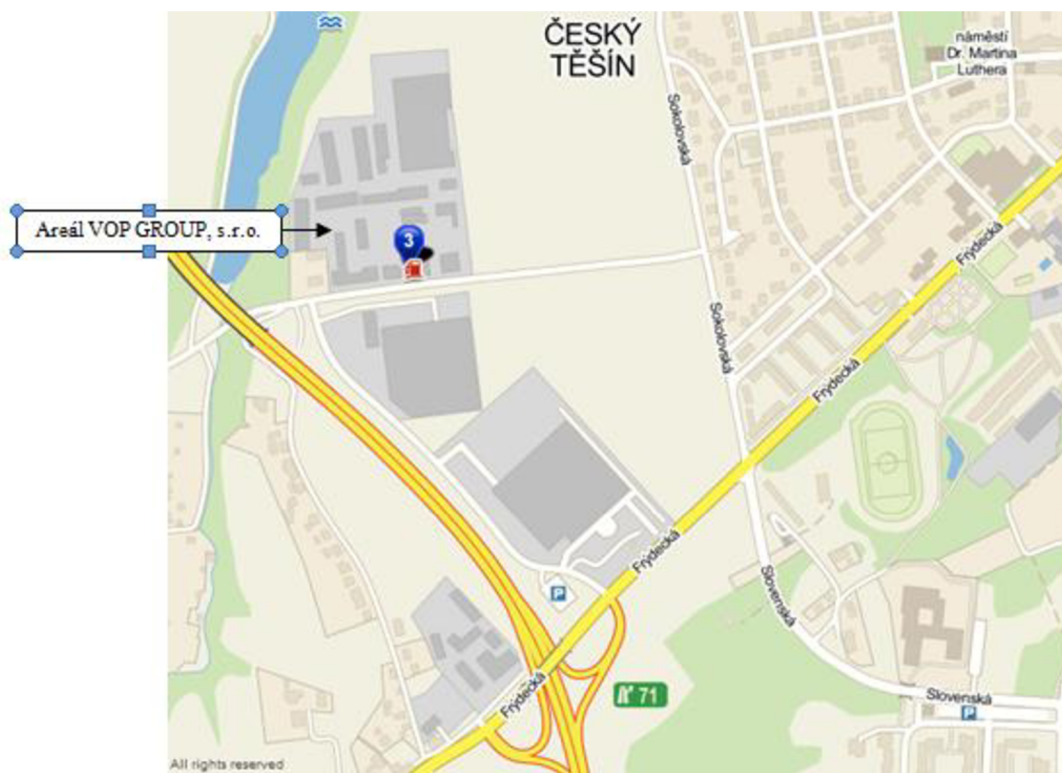 ČESKÝ
TĚŠÍN
náměstí
Dr. Martina
Luthera
Sokolovská
Areál VOP GROUP, s.r.o.
3
Frýdecká
Sokolovská
Frýdecká
Frýdecká
P
Slovenská
Frýdecká
71
Slovenská
P
All rights reserved